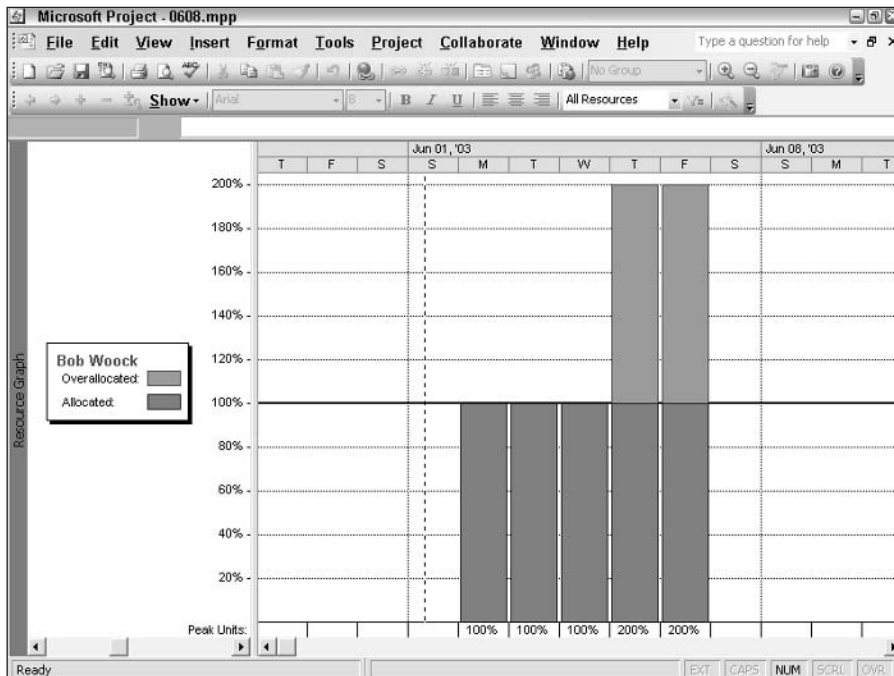 Microsoft Project - 0608.mpp
File Edit View Insert Format Tools Project Collaborate Window Help Type a question for help
No Group
Show Arial 8 B I U All Resources
Jun 01, '03 Jun 08, '03
T F S S M T W T F S S M T
200%
180%
160%
140%
120%
100%
80%
60%
40%
20%
Resource Graph
Bob Woock
Overallocated:
Allocated:
Peak Units: 100% 100% 100% 200% 200%
Ready EXT CAPS NUM SCRL OVR